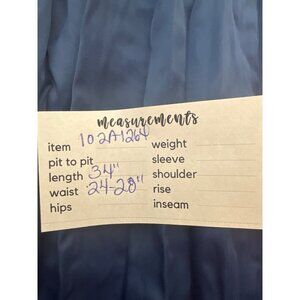 measurements
item 102A1264
pit to pit
length 34"
waist 24-28"
hips
weight
sleeve
shoulder
rise
inseam